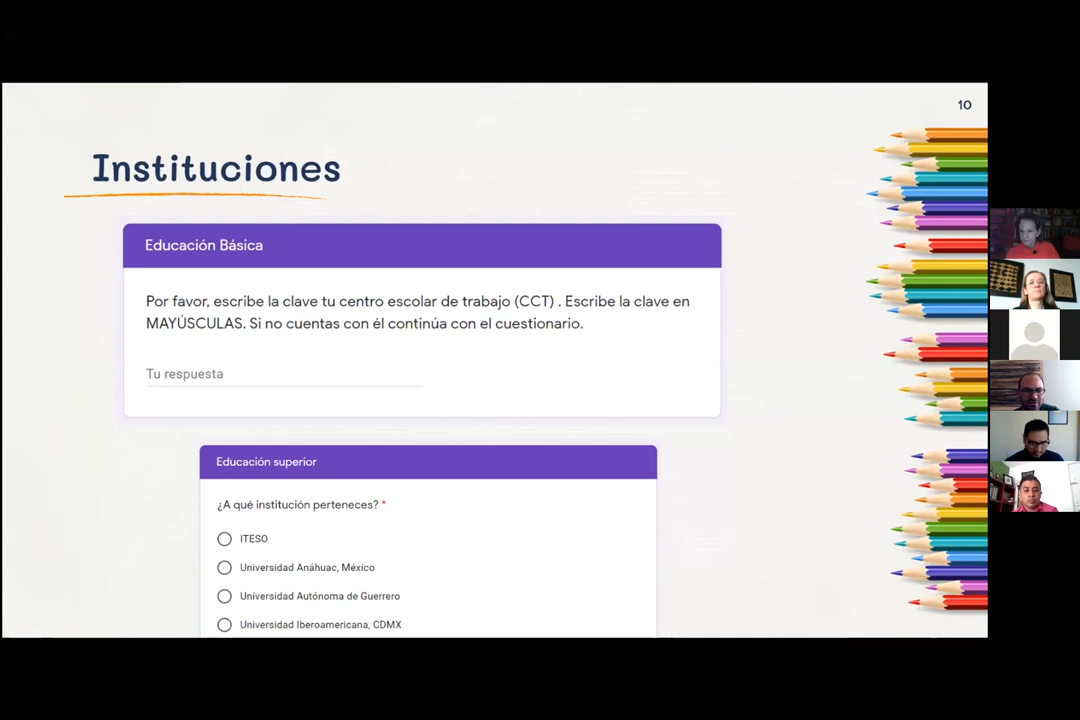 10
Instituciones
Educación Básica
Por favor, escribe la clave tu centro escolar de trabajo (CCT) . Escribe la clave en
MAYÚSCULAS. Si no cuentas con él continúa con el cuestionario.
Tu respuesta
Educación superior
¿A qué institución perteneces? *
ITESO
Universidad Anáhuac, México
Universidad Autónoma de Guerrero
Universidad Iberoamericana, CDMX